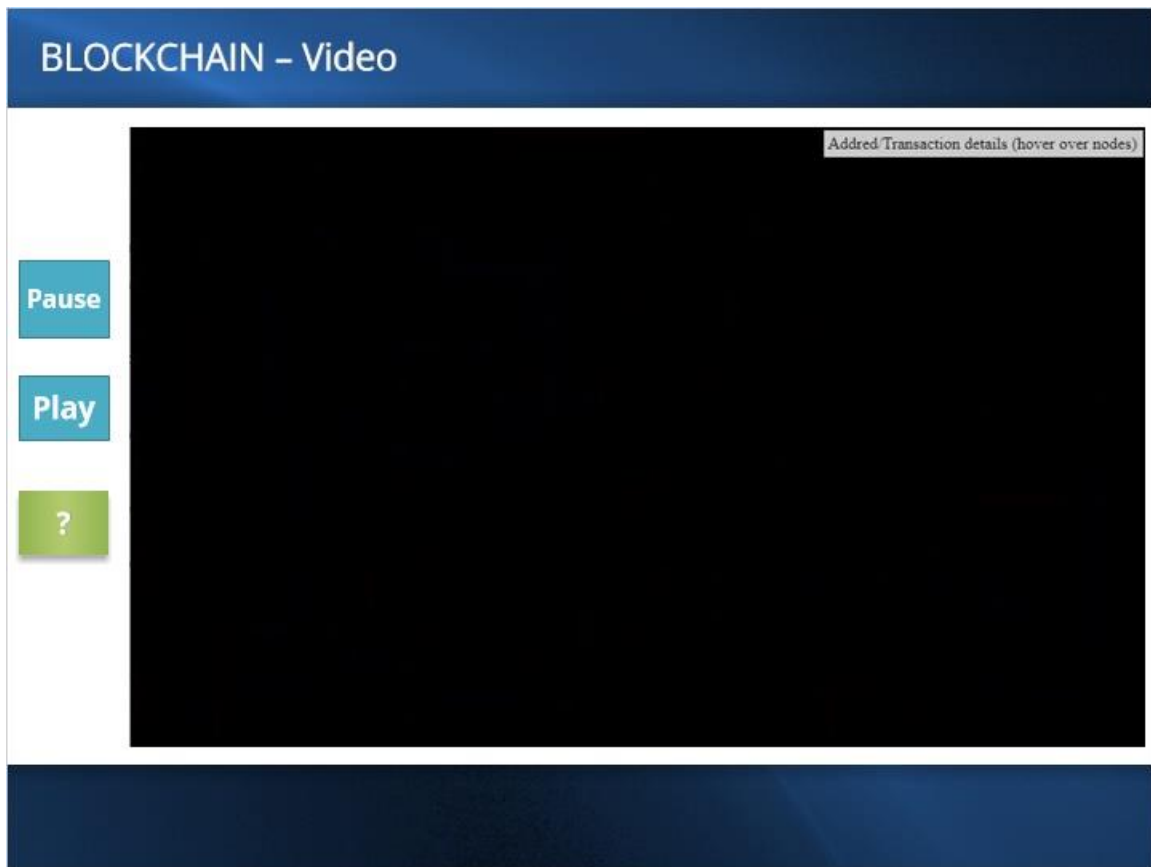 BLOCKCHAIN – Video
Addred/Transaction details (hover over nodes)
Pause
Play
?